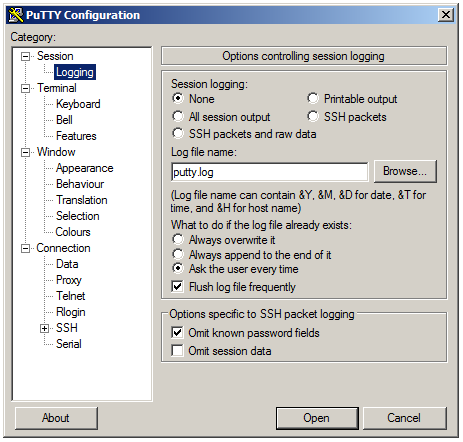 PuTTY Configuration
Category:
Session
Logging
Terminal
Keyboard
Bell
Features
Window
Appearance
Behaviour
Translation
Selection
Colours
Connection
Data
Proxy
Telnet
Rlogin
SSH
Serial
Options controlling session logging
Session logging:
None
Printable output
All session output
SSH packets
SSH packets and raw data
Log file name:
putty.log
Browse...
(Log file name can contain &Y, &M, &D for date, &T for
time, and &H for host name)
What to do if the log file already exists:
Always overwrite it
Always append to the end of it
Ask the user every time
Flush log file frequently
Options specific to SSH packet logging
Omit known password fields
Omit session data
About
Open
Cancel